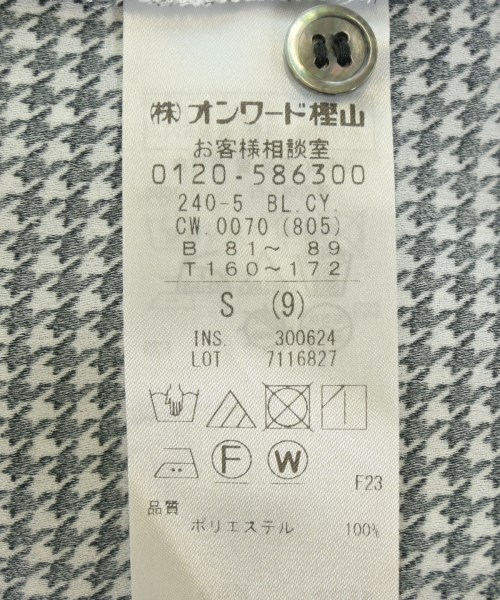 (株)オンワード樫山
お客様相談室
0120-586300
240-5 BL.CY.
CW.0070 (805)
B 81～ 89
T160～172
S (9)
INS. 300624
LOT 7116827
F W
F23
品質
ポリエステル 100%